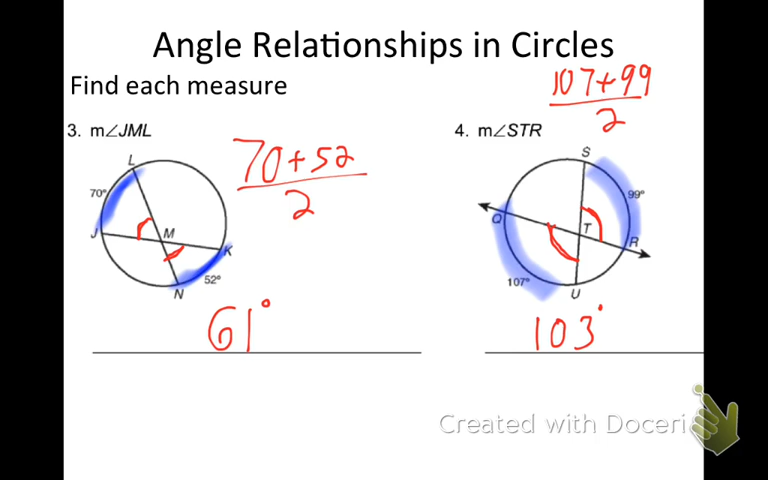 Angle Relationships in Circles
Find each measure
3. m∠JML
70+52
2
L
70°
J
M
K
52°
N
61°
4. m∠STR
107+99
2
S
99°
Q
T
R
107°
U
103°
Created with Doceri